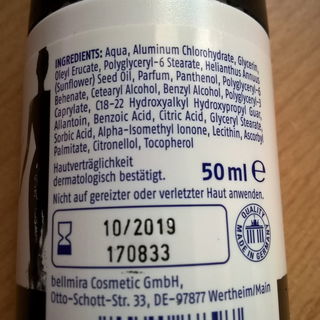 INGREDIENTS: Aqua, Aluminum Chlorohydrate, Glycerin,
Oleyl Erucate, Polyglyceryl-6 Stearate, Helianthus Annuus
(Sunflower) Seed Oil, Parfum, Panthenol, Polyglyceryl-6
Behenate, Cetearyl Alcohol, Benzyl Alcohol, Polyglyceryl-3
Caprylate, C18-22 Hydroxyalkyl Hydroxypropyl Guar,
Allantoin, Benzoic Acid, Citric Acid, Glyceryl Stearate,
Sorbic Acid, Alpha-Isomethyl Ionone, Lecithin, Ascorbyl
Palmitate, Citronellol, Tocopherol
Hautverträglichkeit
dermatologisch bestätigt.
50 ml e
Nicht auf gereizter oder verletzter Haut anwenden.
10/2019
170833
QUALITY
MADE IN GERMANY
bellmira Cosmetic GmbH,
Otto-Schott-Str. 33, DE-97877 Wertheim/Main